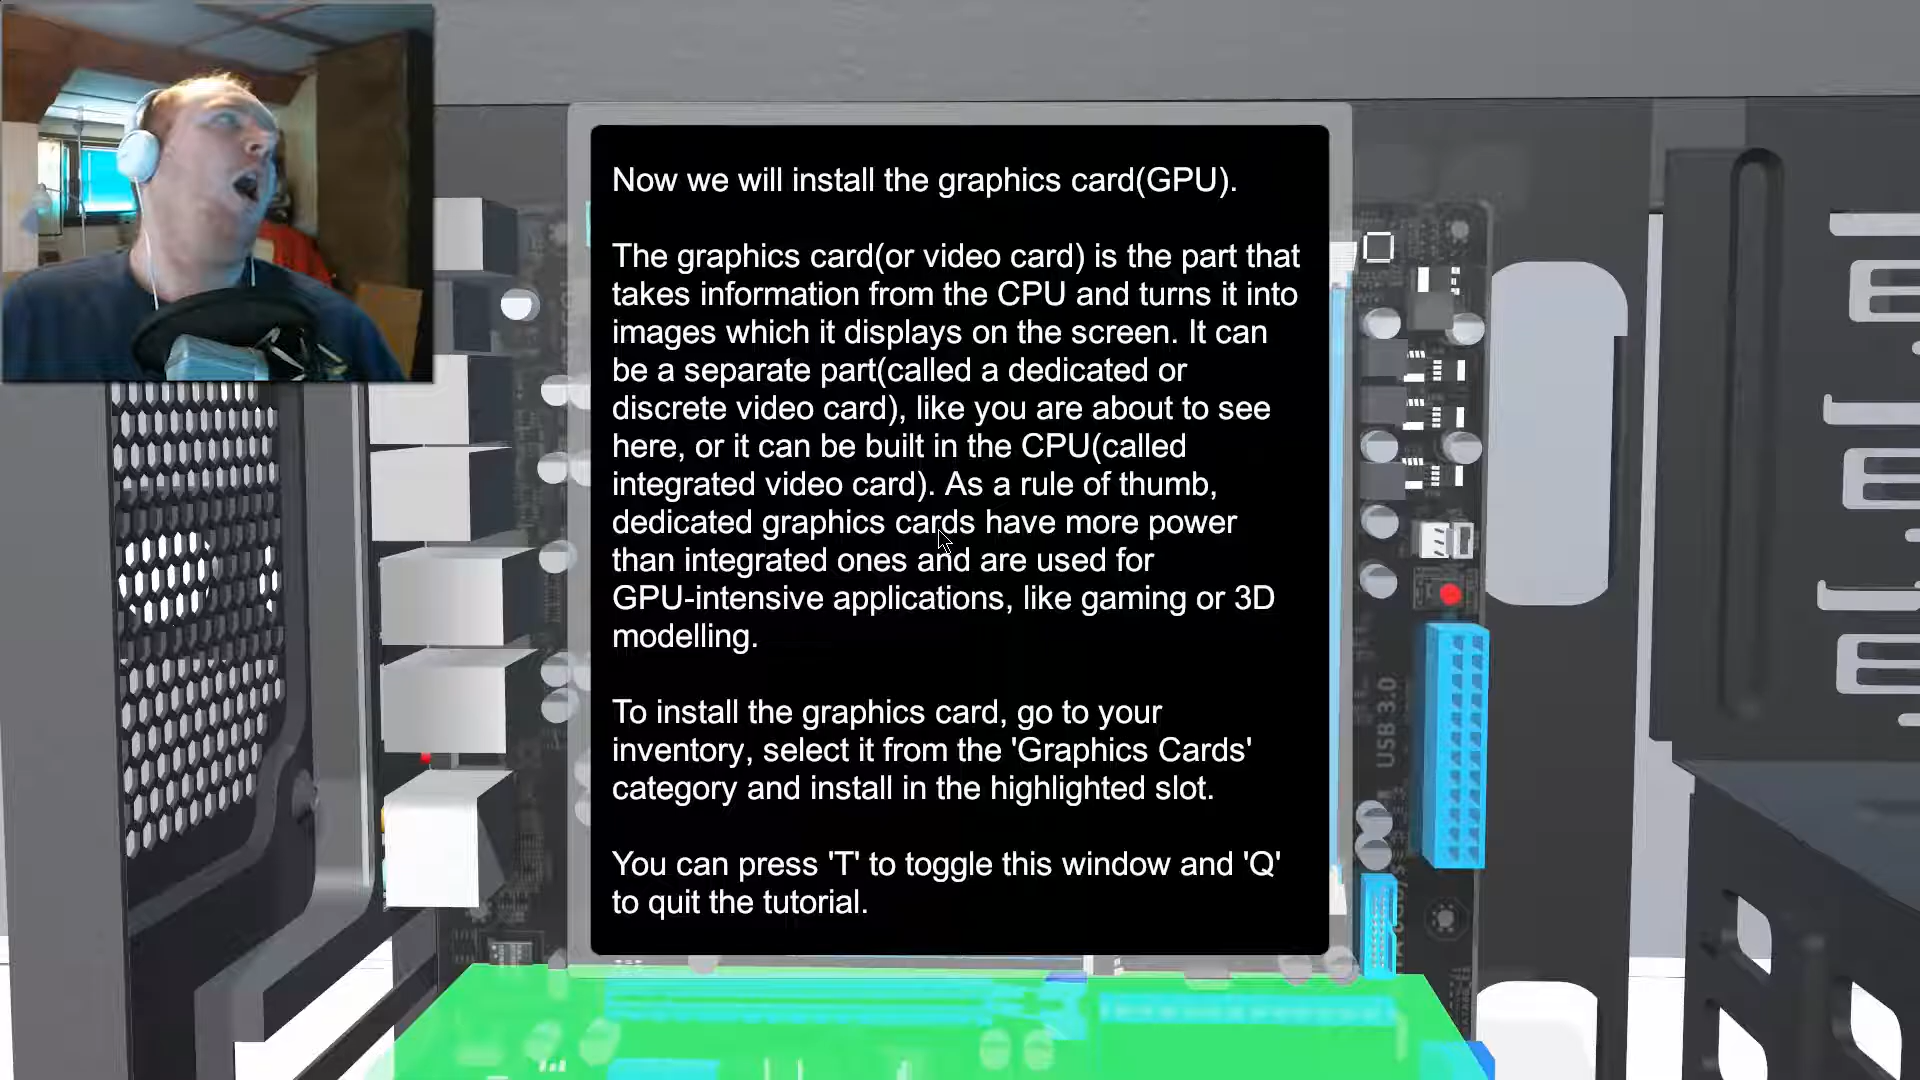 Now we will install the graphics card(GPU).
The graphics card(or video card) is the part that
takes information from the CPU and turns it into
images which it displays on the screen. It can
be a separate part(called a dedicated or
discrete video card), like you are about to see
here, or it can be built in the CPU(called
integrated video card). As a rule of thumb,
dedicated graphics cards have more power
than integrated ones and are used for
GPU-intensive applications, like gaming or 3D
modelling.
To install the graphics card, go to your
inventory, select it from the 'Graphics Cards'
category and install in the highlighted slot.
You can press 'T' to toggle this window and 'Q'
to quit the tutorial.
USB 3.0